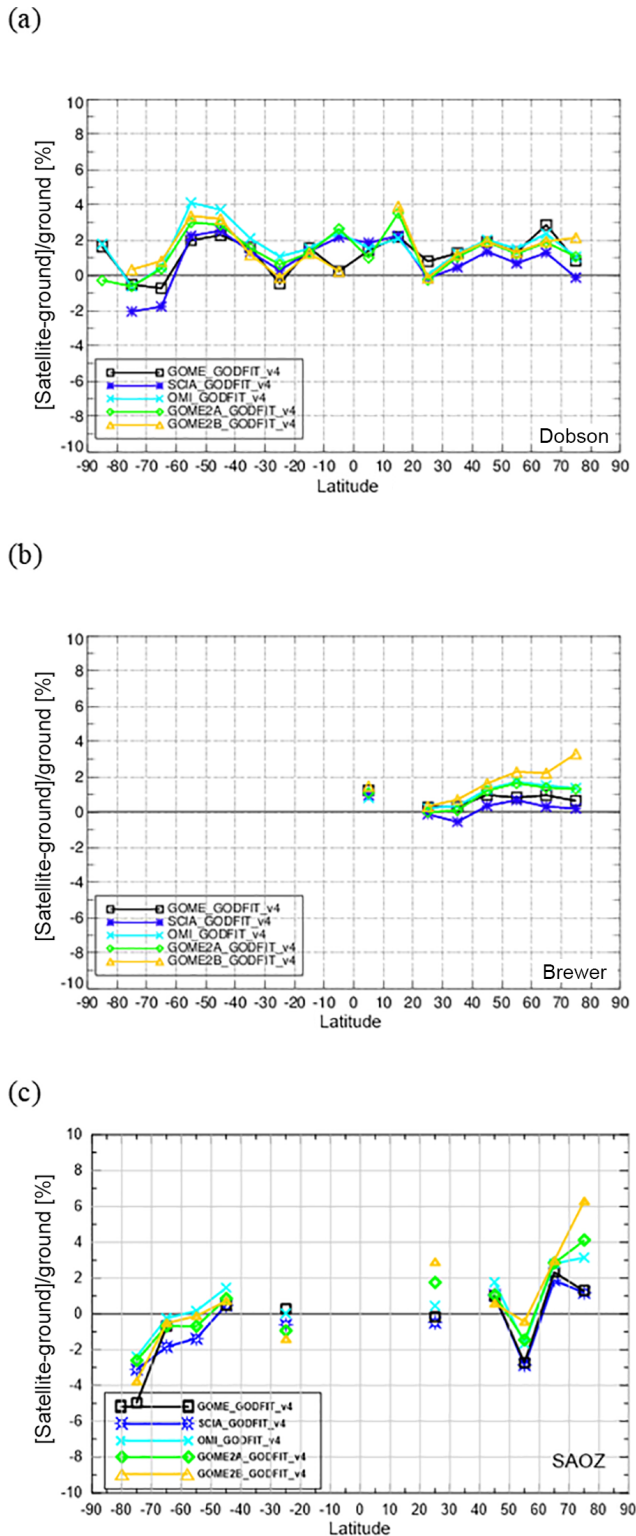 (a)
[Satellite-ground]/ground [%]
10
8
6
4
2
0
-2
-4
-6
-8
-10
GOME_GODFIT_v4
SCIA_GODFIT_v4
OMI_GODFIT_v4
GOME2A_GODFIT_v4
GOME2B_GODFIT_v4
Dobson
-90 -80 -70 -60 -50 -40 -30 -20 -10 0 10 20 30 40 50 60 70 80 90
Latitude
(b)
[Satellite-ground]/ground [%]
10
8
6
4
2
0
-2
-4
-6
-8
-10
GOME_GODFIT_v4
SCIA_GODFIT_v4
OMI_GODFIT_v4
GOME2A_GODFIT_v4
GOME2B_GODFIT_v4
Brewer
-90 -80 -70 -60 -50 -40 -30 -20 -10 0 10 20 30 40 50 60 70 80 90
Latitude
(c)
[Satellite-ground]/ground [%]
10
8
6
4
2
0
-2
-4
-6
-8
-10
GOME_GODFIT_v4
SCIA_GODFIT_v4
OMI_GODFIT_v4
GOME2A_GODFIT_v4
GOME2B_GODFIT_v4
SAOZ
-90 -80 -70 -60 -50 -40 -30 -20 -10 0 10 20 30 40 50 60 70 80 90
Latitude